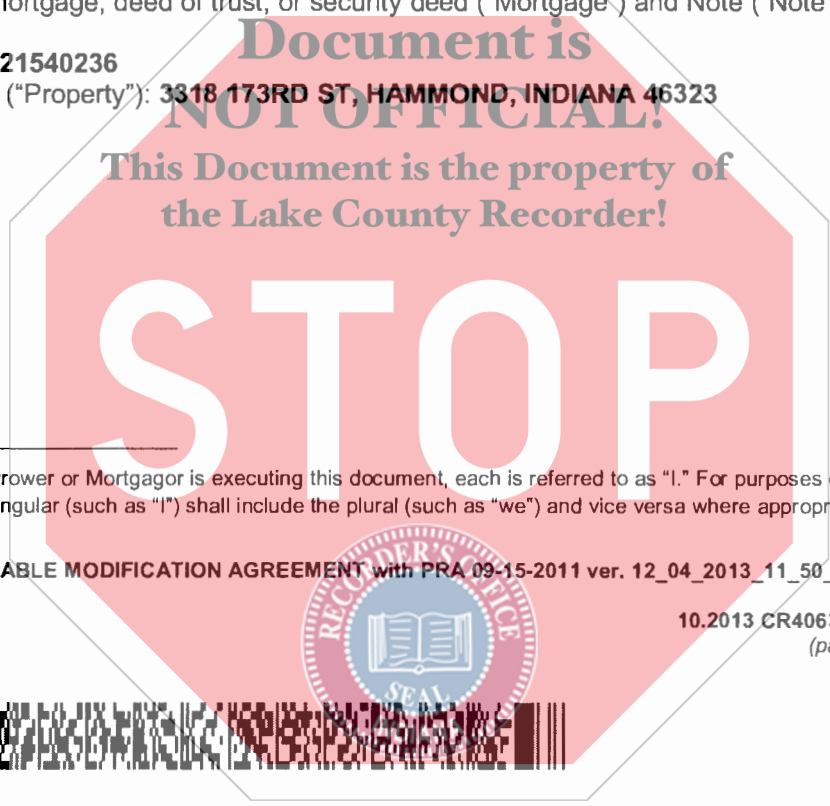 ortgage, deed of trust, or security deed ("Mortgage") and Note ("Note
Document is
21540236
("Property"): 3318 173RD ST, HAMMOND, INDIANA 46323
NOT OFFICIAL!
This Document is the property of
the Lake County Recorder!
STOP
rower or Mortgagor is executing this document, each is referred to as "I." For purposes
ngular (such as "I") shall include the plural (such as "we") and vice versa where appropr
ABLE MODIFICATION AGREEMENT with PRA 09-15-2011 ver. 12_04_2013_11_50_
10.2013 CR406
(pa
RECORDER'S OFFICE
SEAL